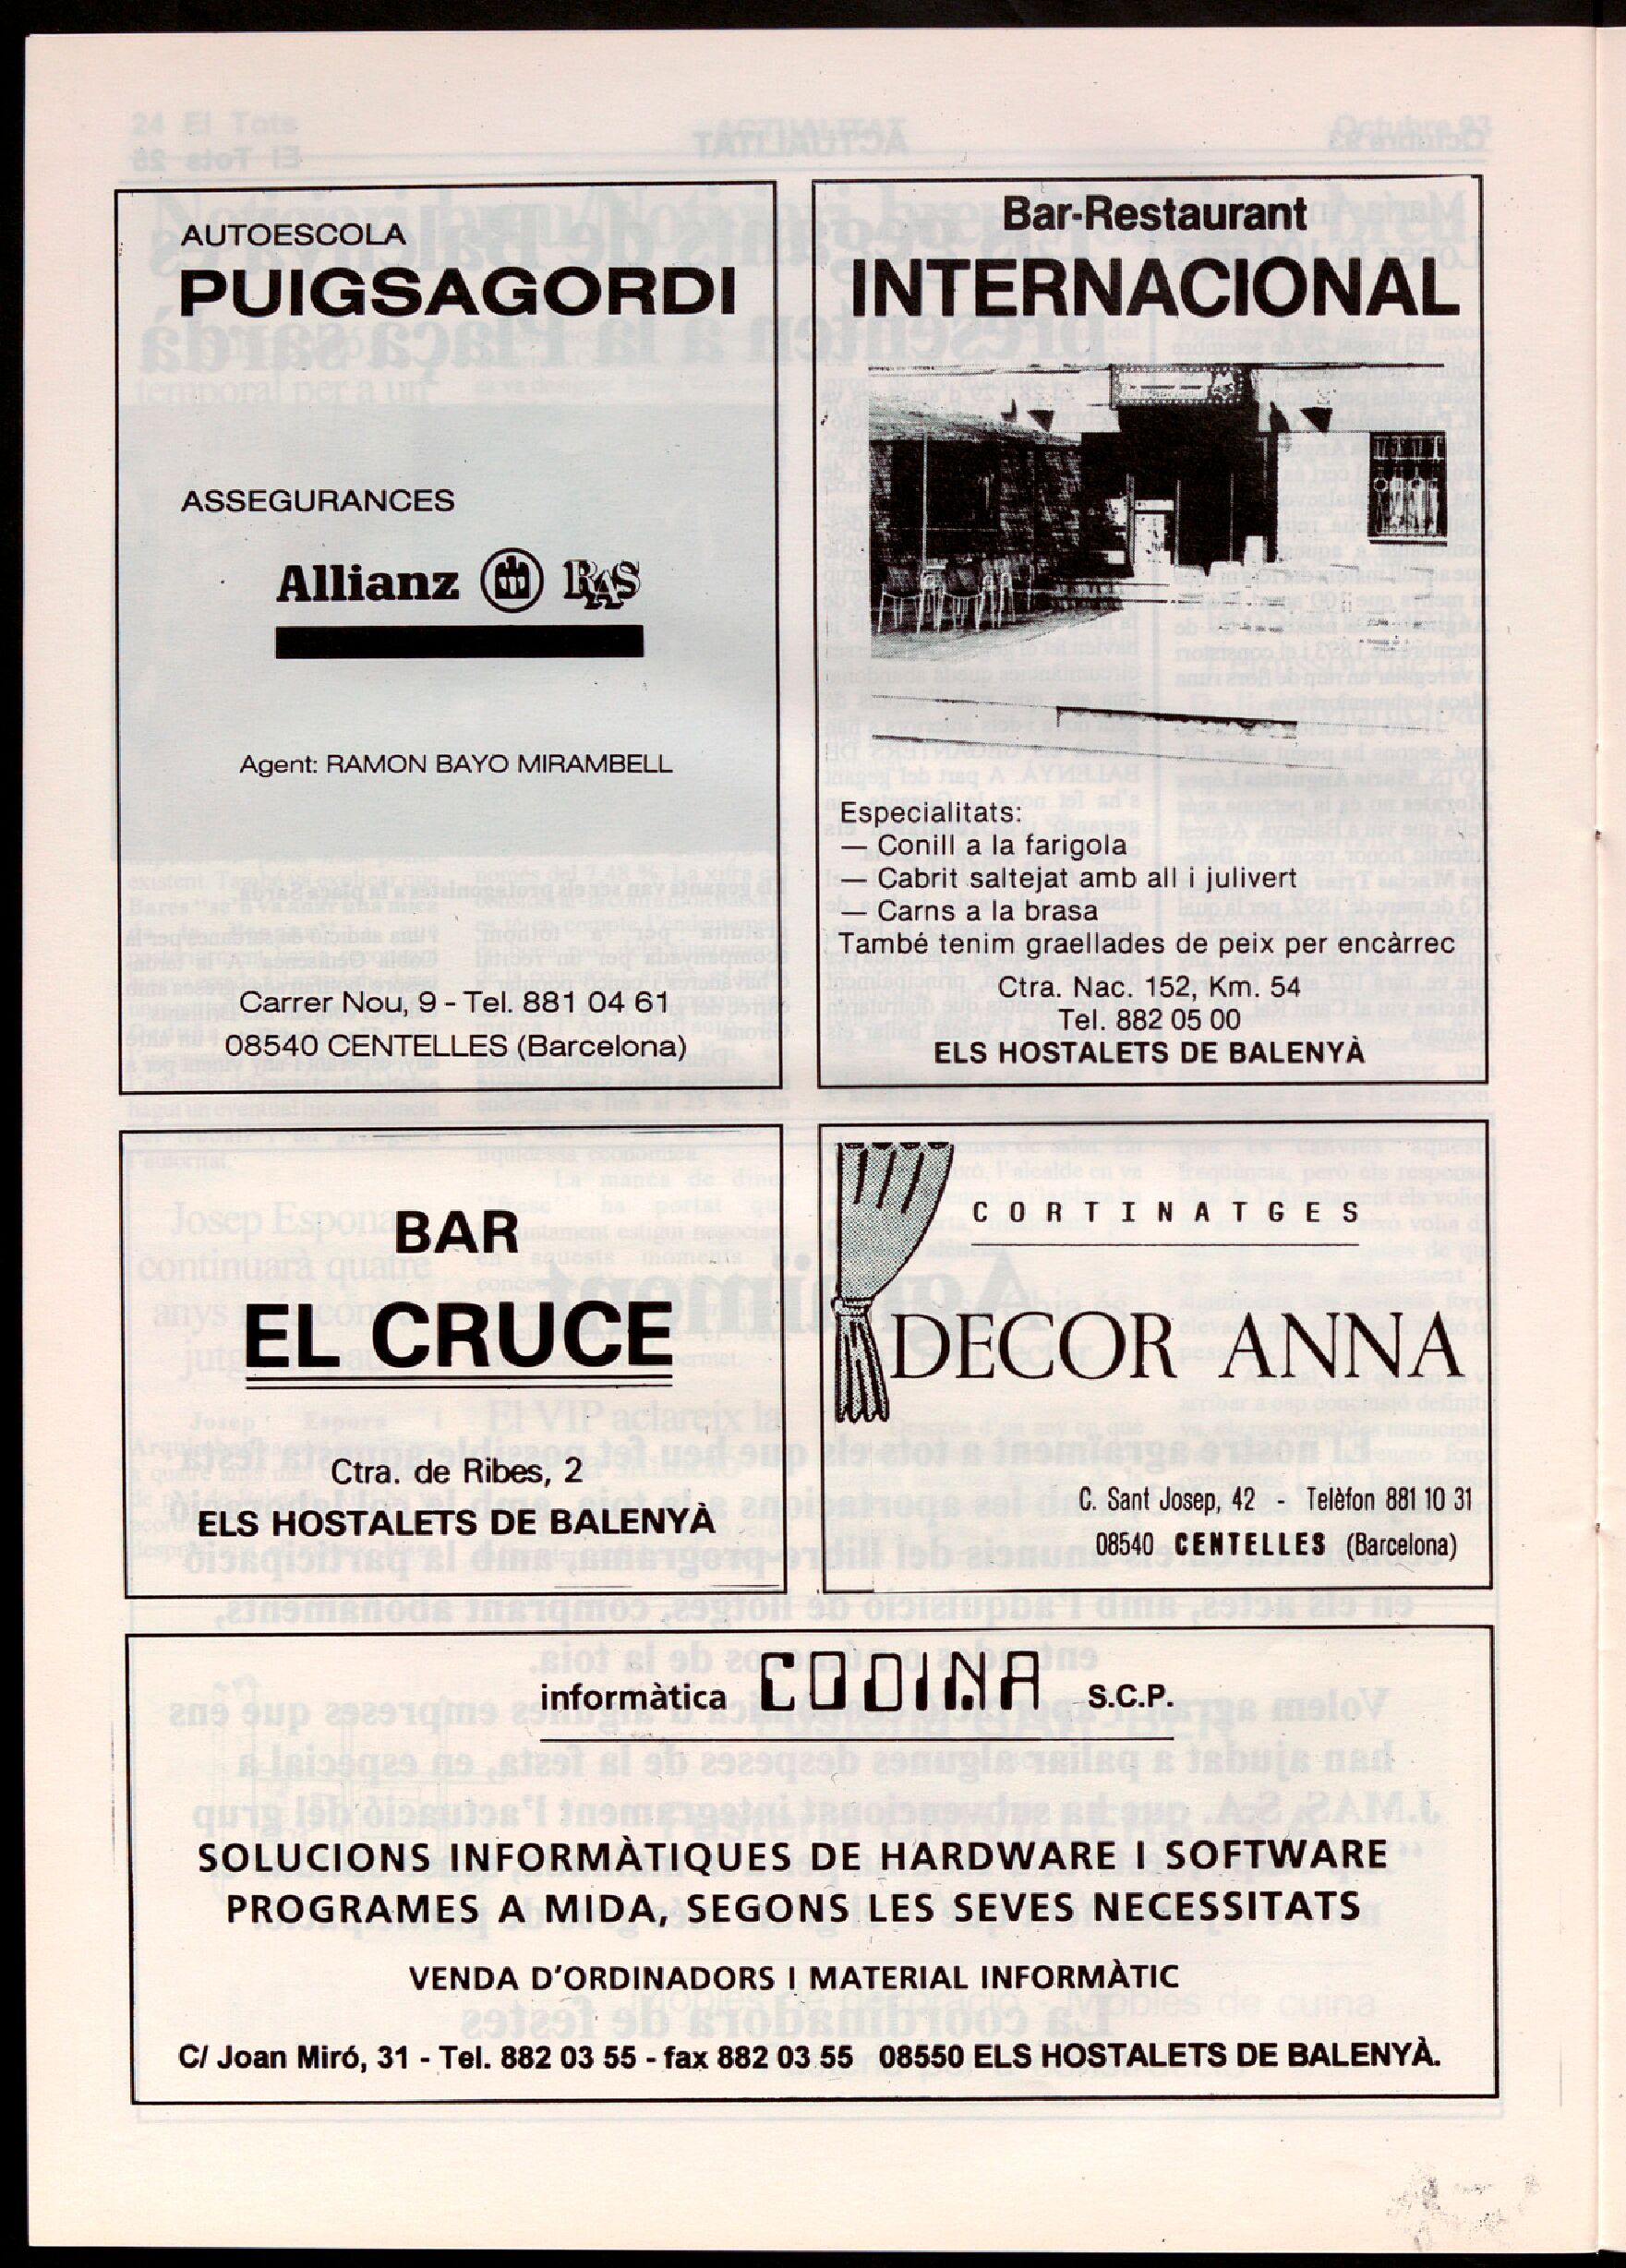 AUTOESCOLA
PUIGSAGORDI
ASSEGURANCES
Allianz RAS
Agent: RAMON BAYO MIRAMBELL
Carrer Nou, 9 - Tel. 881 04 61
08540 CENTELLES (Barcelona)
Bar-Restaurant
INTERNACIONAL
Especialitats:
— Conill a la farigola
— Cabrit saltejat amb all i julivert
— Carns a la brasa
També tenim graellades de peix per encàrrec
Ctra. Nac. 152, Km. 54
Tel. 882 05 00
ELS HOSTALETS DE BALENYÀ
BAR
EL CRUCE
Ctra. de Ribes, 2
ELS HOSTALETS DE BALENYÀ
CORTINATGES
DECOR ANNA
C. Sant Josep, 42 - Telèfon 881 10 31
08540 CENTELLES (Barcelona)
informàtica CODINA S.C.P.
SOLUCIONS INFORMÀTIQUES DE HARDWARE I SOFTWARE
PROGRAMES A MIDA, SEGONS LES SEVES NECESSITATS
VENDA D'ORDINADORS I MATERIAL INFORMÀTIC
C/ Joan Miró, 31 - Tel. 882 03 55 - fax 882 03 55 08550 ELS HOSTALETS DE BALENYÀ.